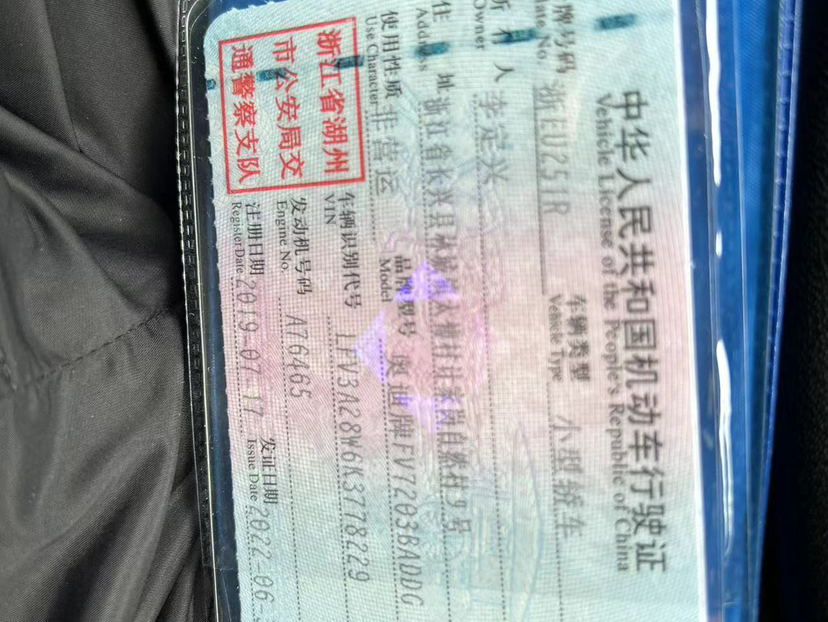 中华人民共和国机动车行驶证
Vehicle License of the People's Republic of China
牌号码 浙EU251R 车辆类型 小型轿车
ate No. Vehicle Type
所有人 李定兴
Owner
住 址 浙江省长兴县 自然村9号
Address
使用性质 非营运 品牌型号 奥迪牌FV7203BADDG
Use Character Model
浙江省湖州
市公安局交
通警察支队
车辆识别代号 LFV3A28W6K3778229
VIN
发动机号码 A76465
Engine No.
注册日期 2019-07-17 发证日期 2022-06-
Register Date Issue Date